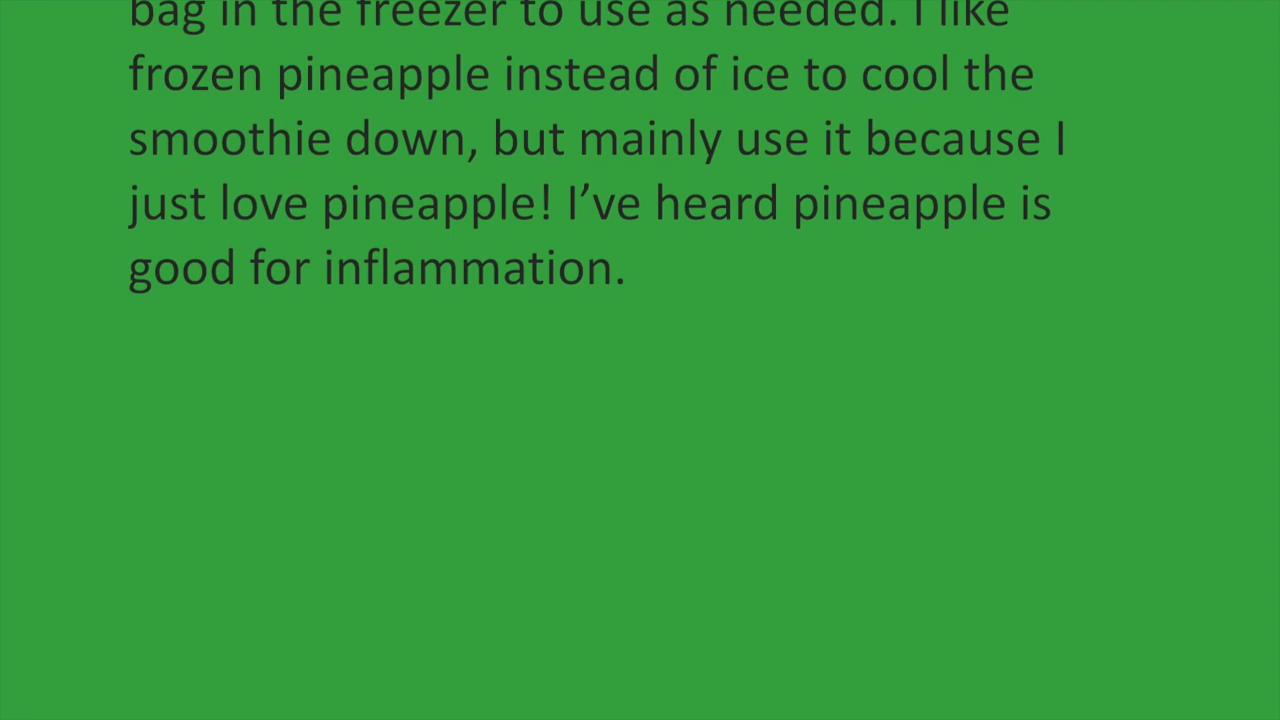 bag in the freezer to use as needed. I like
frozen pineapple instead of ice to cool the
smoothie down, but mainly use it because I
just love pineapple! I’ve heard pineapple is
good for inflammation.